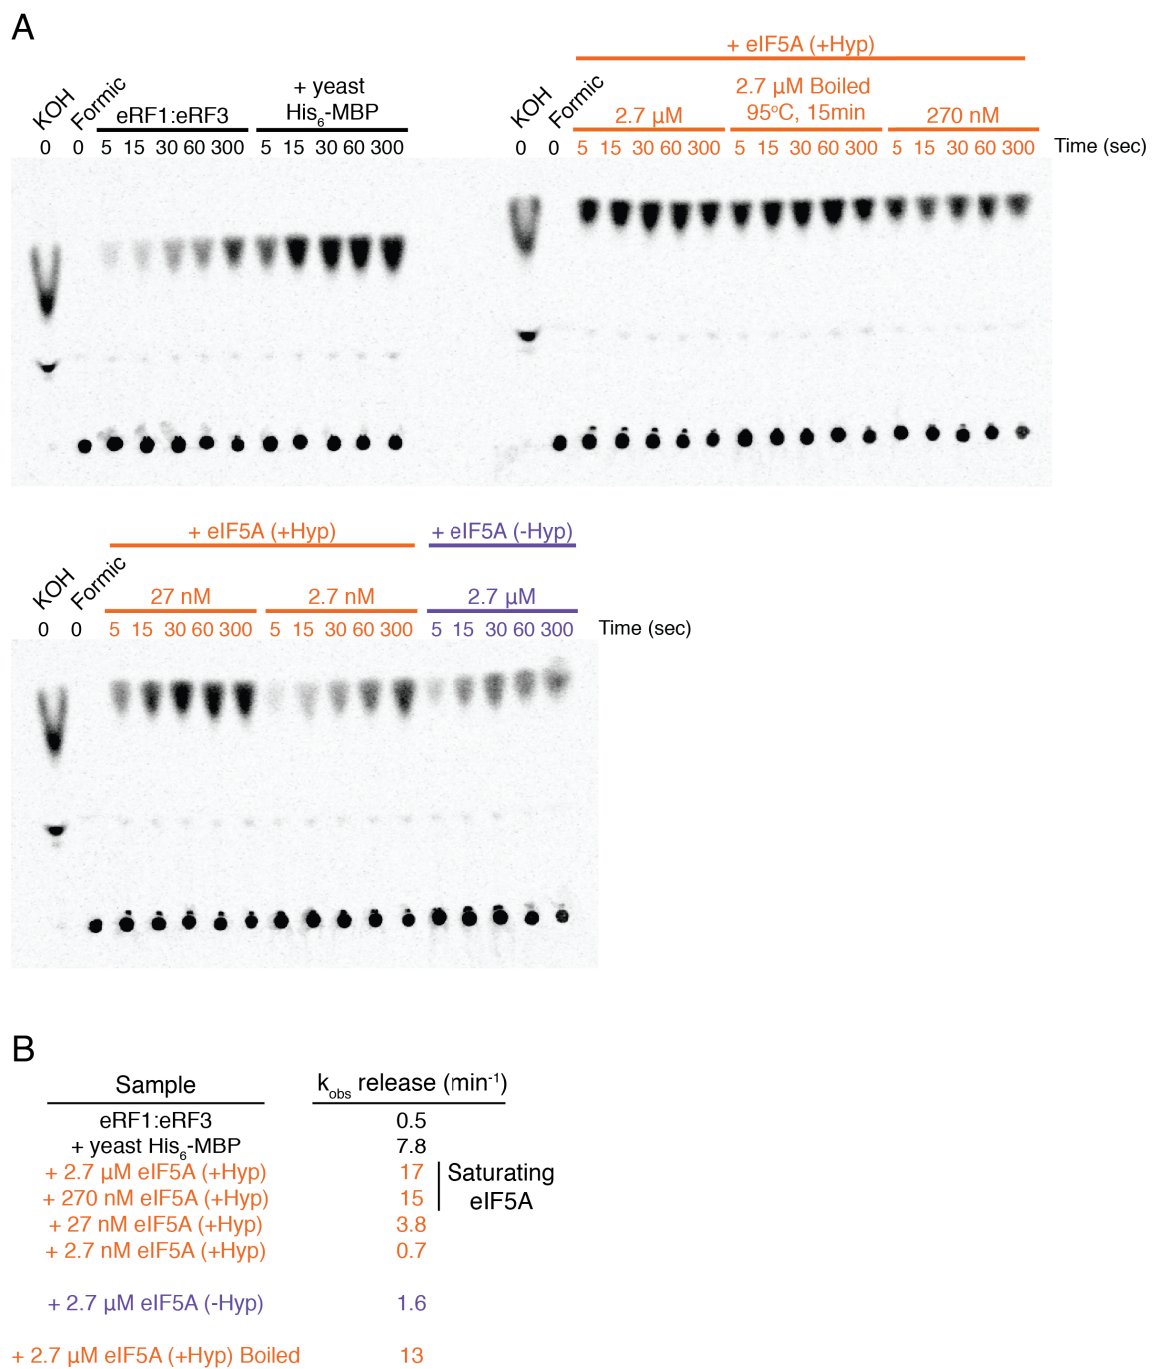 A
+ eIF5A (+Hyp)
KOH
Formic
eRF1:eRF3
+ yeast
His6-MBP
KOH
Formic
2.7 µM
2.7 µM Boiled
95ºC, 15min
270 nM
0 0 5 15 30 60 300 5 15 30 60 300
0 0 5 15 30 60 300 5 15 30 60 300 5 15 30 60 300 Time (sec)
+ eIF5A (+Hyp) + eIF5A (-Hyp)
KOH
Formic
27 nM 2.7 nM 2.7 µM
0 0 5 15 30 60 300 5 15 30 60 300 5 15 30 60 300 Time (sec)
B
Sample kobs release (min-1)
eRF1:eRF3 0.5
+ yeast His6-MBP 7.8
+ 2.7 µM eIF5A (+Hyp) 17
+ 270 nM eIF5A (+Hyp) 15
Saturating
eIF5A
+ 27 nM eIF5A (+Hyp) 3.8
+ 2.7 nM eIF5A (+Hyp) 0.7
+ 2.7 µM eIF5A (-Hyp) 1.6
+ 2.7 µM eIF5A (+Hyp) Boiled 13